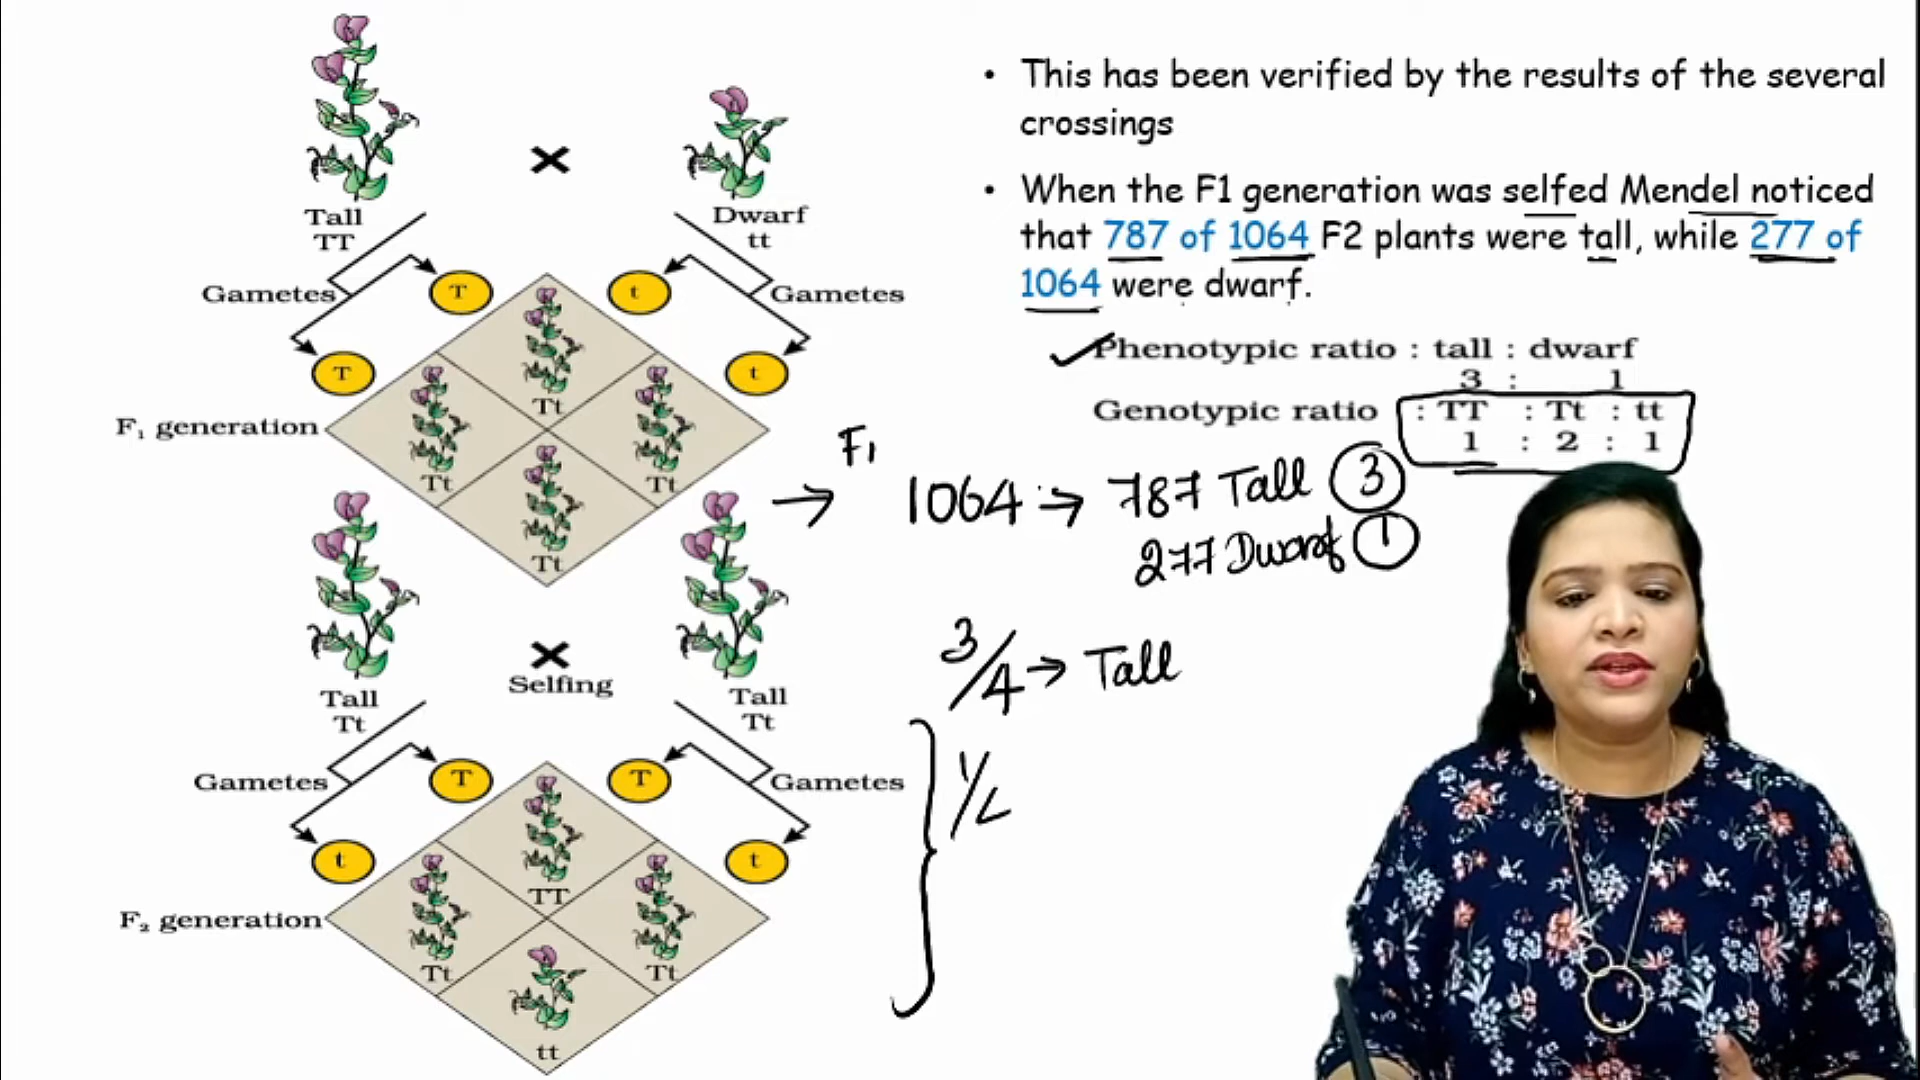 Tall
TT
Dwarf
tt
Gametes
T
t
Gametes
T
t
Tt
F₁ generation
Tt
Tt
Tt
Tall
Tt
Selfing
Tall
Tt
Gametes
T
T
Gametes
t
t
TT
F₂ generation
Tt
Tt
tt
• This has been verified by the results of the several
crossings
• When the F1 generation was selfed Mendel noticed
that 787 of 1064 F2 plants were tall, while 277 of
1064 were dwarf.
Phenotypic ratio : tall : dwarf
3 : 1
Genotypic ratio : TT : Tt : tt
1 : 2 : 1
F1
→ 1064 → 787 Tall 3
277 Dwarf 1
3/4 → Tall
1/